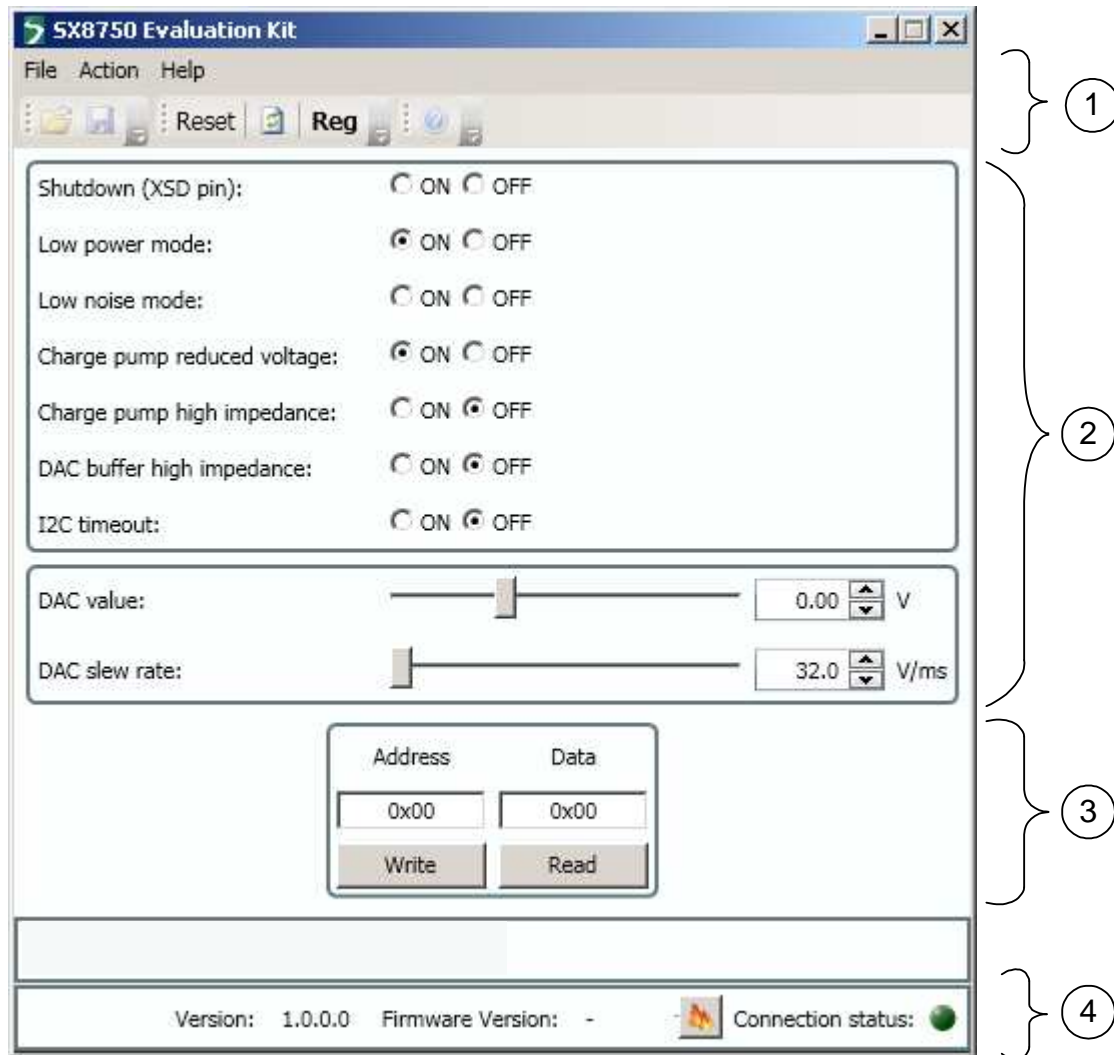 SX8750 Evaluation Kit
File Action Help
Reset Reg
1
Shutdown (XSD pin): ON OFF
Low power mode: ON OFF
Low noise mode: ON OFF
Charge pump reduced voltage: ON OFF
Charge pump high impedance: ON OFF
2
DAC buffer high impedance: ON OFF
I2C timeout: ON OFF
DAC value: 0.00 V
DAC slew rate: 32.0 V/ms
Address Data
0x00 0x00
3
Write Read
Version: 1.0.0.0 Firmware Version: - Connection status:
4